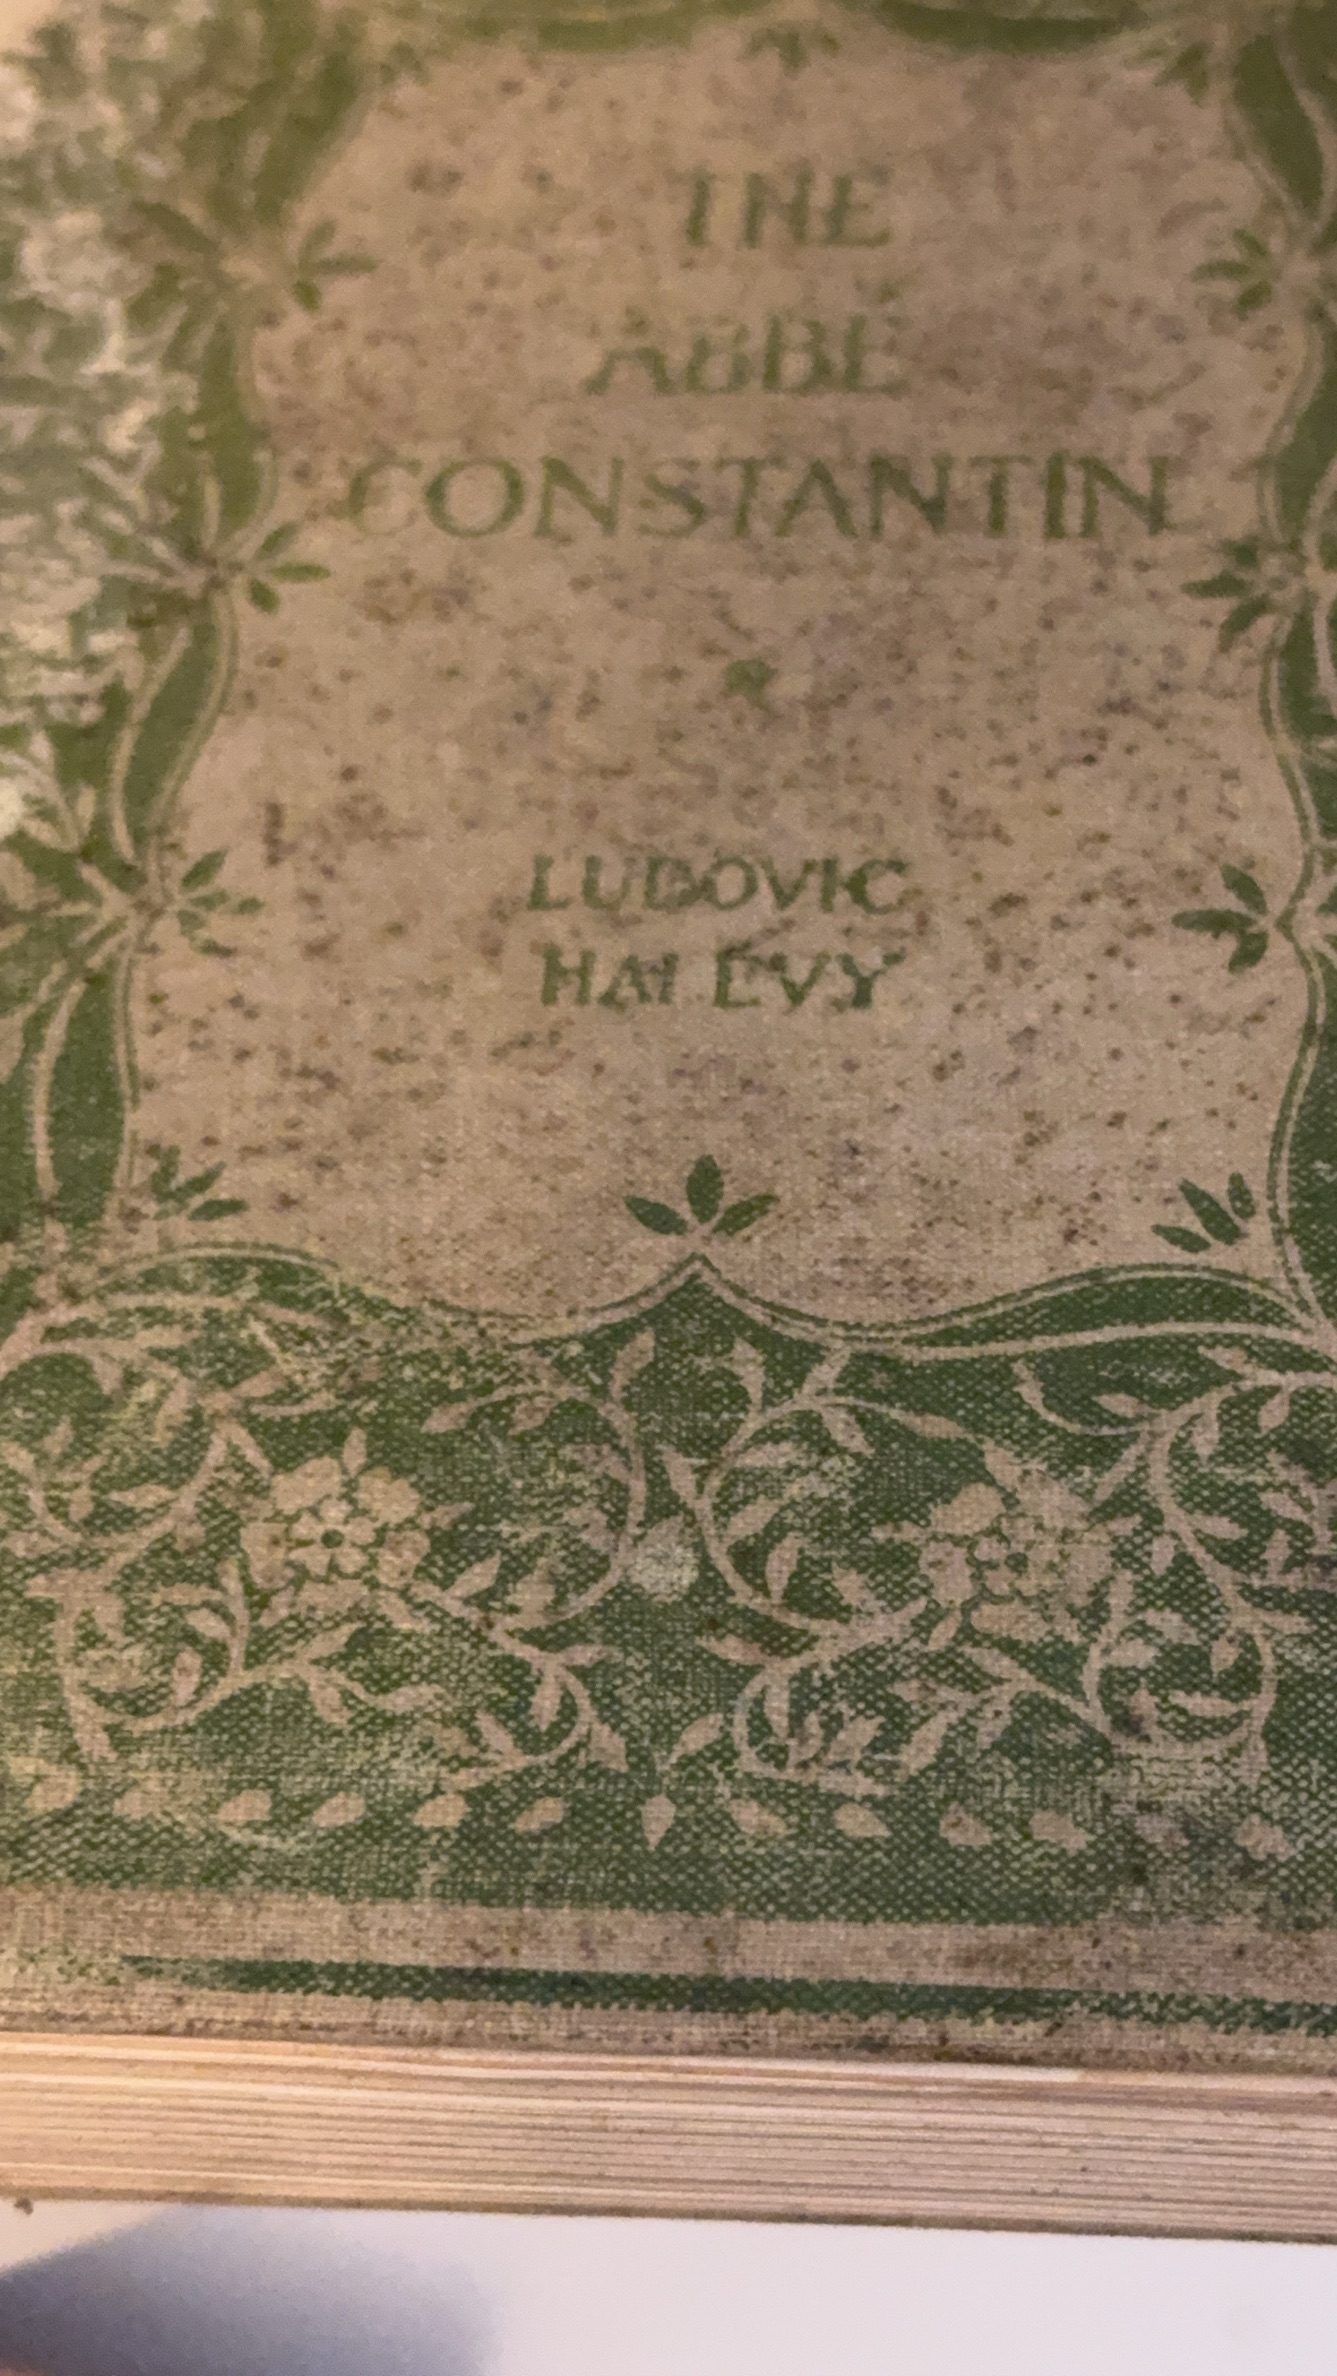 THE
ABBE
CONSTANTIN
LUDOVIC
HALEVY